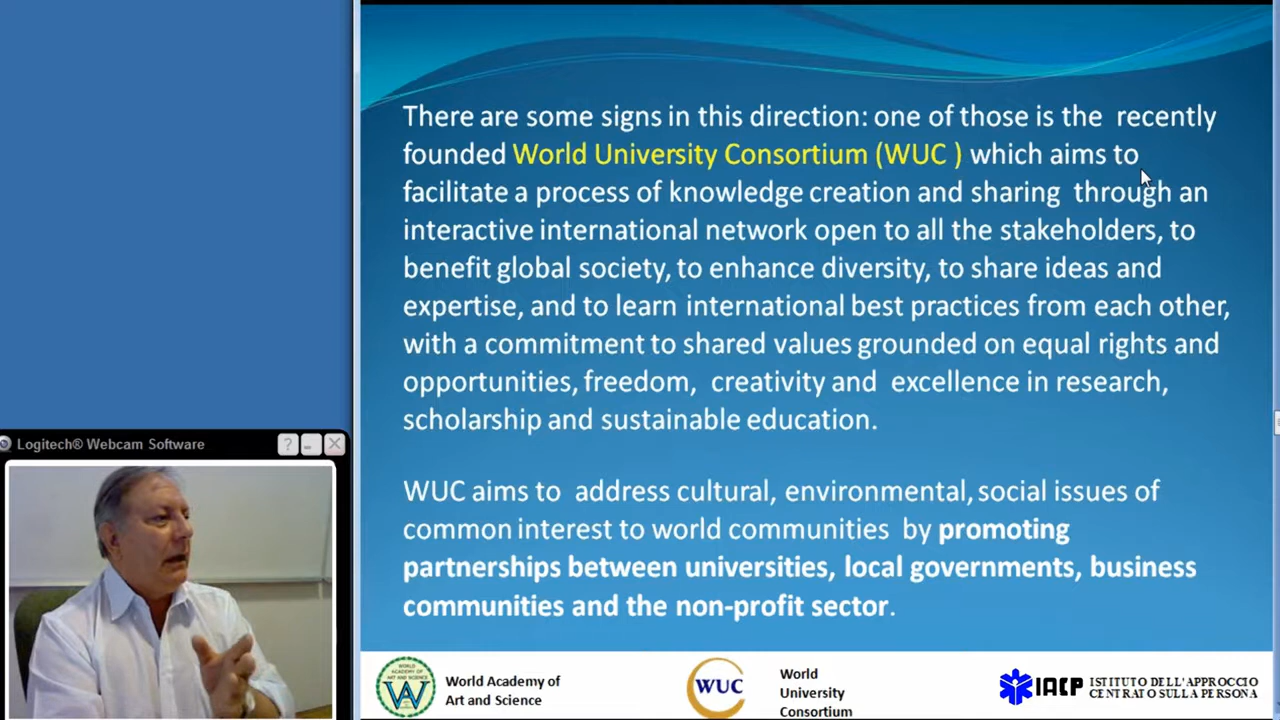 There are some signs in this direction: one of those is the recently
founded World University Consortium (WUC ) which aims to
facilitate a process of knowledge creation and sharing through an
interactive international network open to all the stakeholders, to
benefit global society, to enhance diversity, to share ideas and
expertise, and to learn international best practices from each other,
with a commitment to shared values grounded on equal rights and
opportunities, freedom, creativity and excellence in research,
scholarship and sustainable education.
WUC aims to address cultural, environmental, social issues of
common interest to world communities by promoting
partnerships between universities, local governments, business
communities and the non-profit sector.
Logitech® Webcam Software
WORLD
ACADEMY OF
ART AND SCIENCE
W
World Academy of
Art and Science
WUC
World
University
Consortium
IACP
ISTITUTO DELL'APPROCCIO
CENTRATO SULLA PERSONA